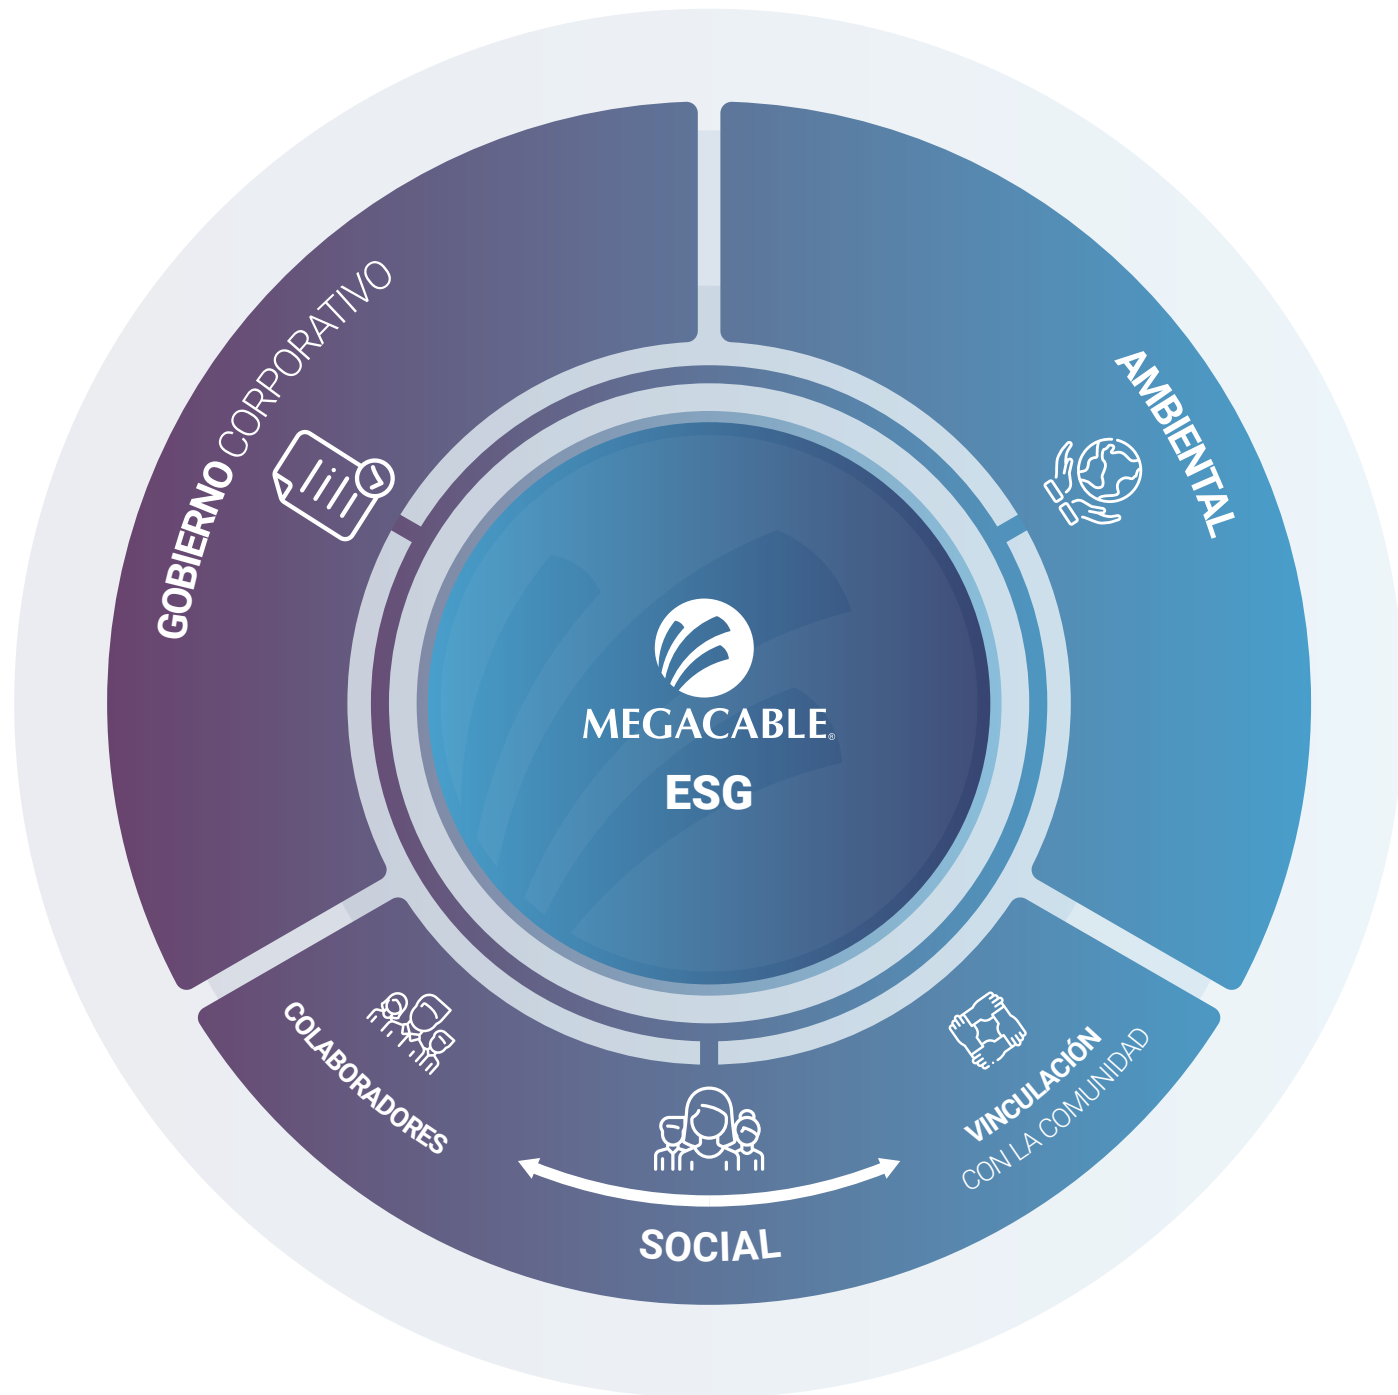 GOBIERNO CORPORATIVO
AMBIENTAL
MEGACABLE®
ESG
COLABORADORES
VINCULACIÓN
CON LA COMUNIDAD
SOCIAL